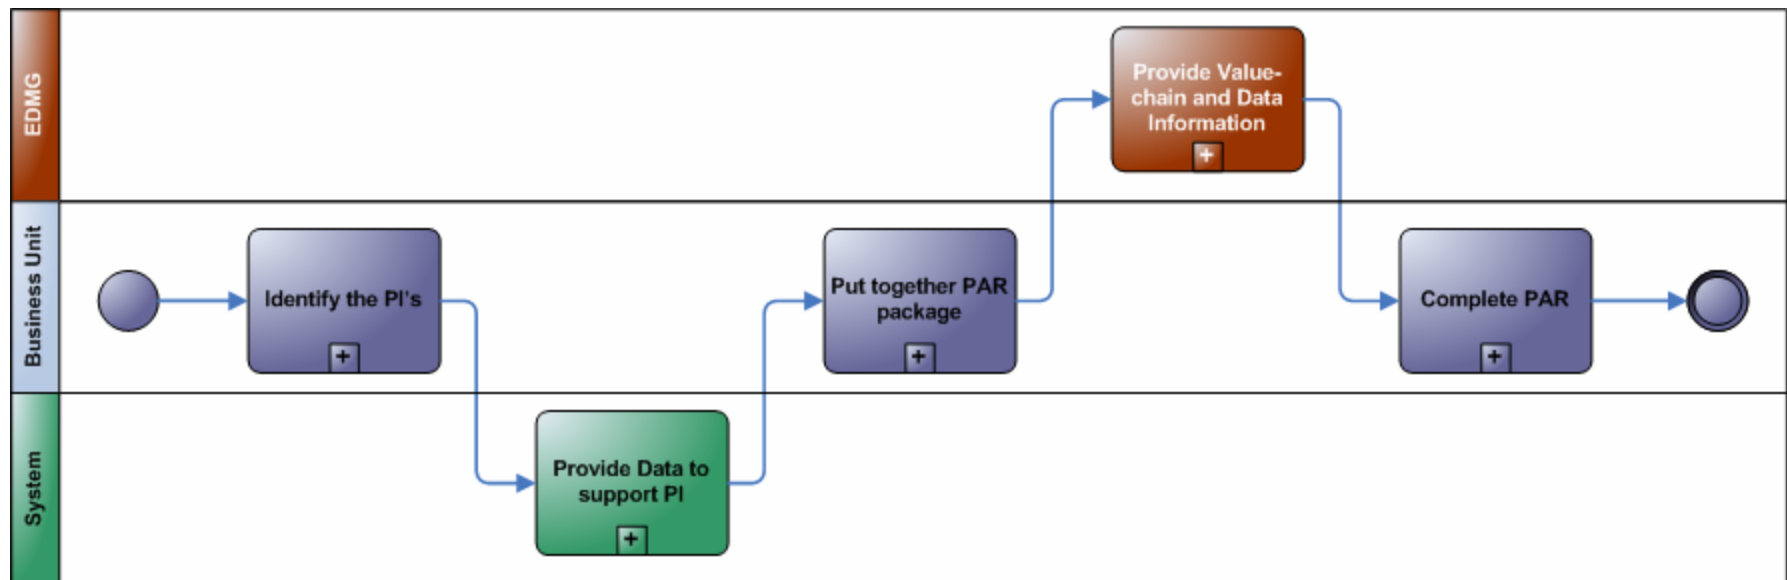 EDMG
Provide Value-
chain and Data
Information
+
Business Unit
Identify the PI's
+
Put together PAR
package
+
Complete PAR
+
System
Provide Data to
support PI
+